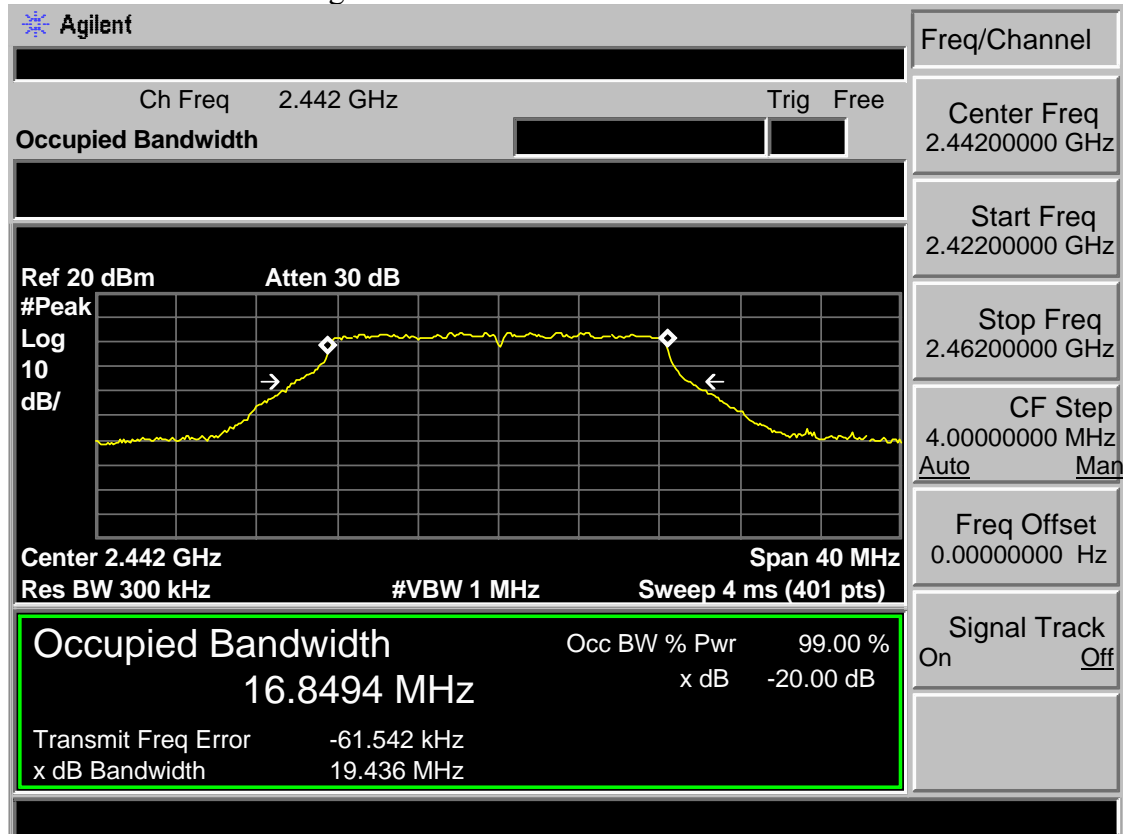 Agilent
Freq/Channel
Ch Freq 2.442 GHz Trig Free
Occupied Bandwidth
Center Freq
2.44200000 GHz
Start Freq
2.42200000 GHz
Stop Freq
2.46200000 GHz
CF Step
4.00000000 MHz
Auto Man
Freq Offset
0.00000000 Hz
Signal Track
On Off
Ref 20 dBm Atten 30 dB
#Peak
Log
10
dB/
Center 2.442 GHz Span 40 MHz
Res BW 300 kHz #VBW 1 MHz Sweep 4 ms (401 pts)
Occupied Bandwidth Occ BW % Pwr 99.00 %
16.8494 MHz x dB -20.00 dB
Transmit Freq Error -61.542 kHz
x dB Bandwidth 19.436 MHz